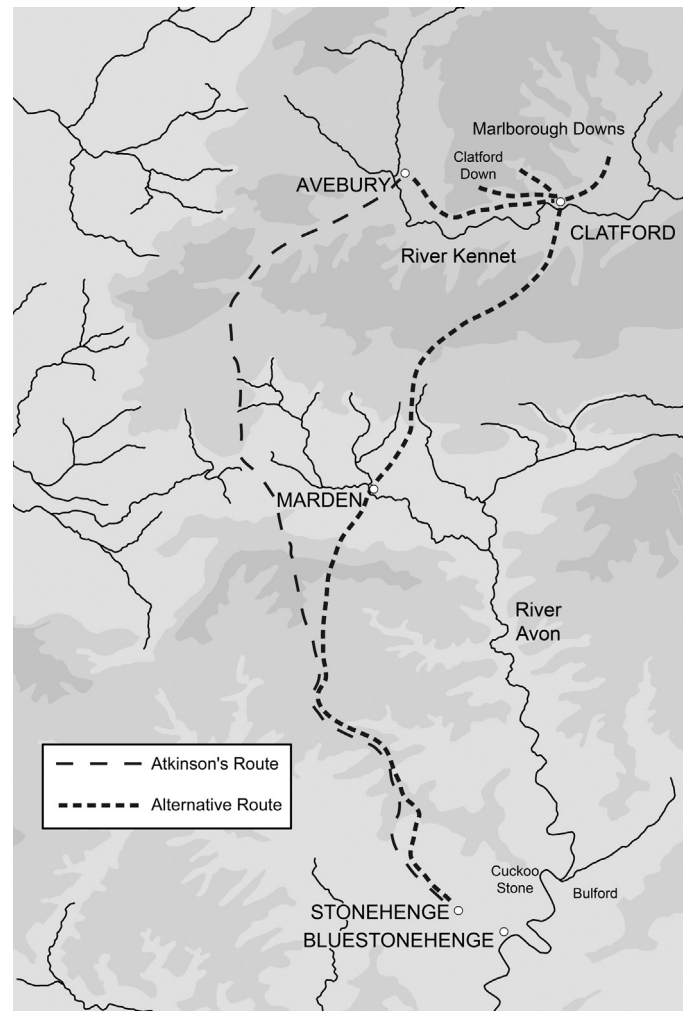 Marlborough Downs
Clatford
Down
AVEBURY
CLATFORD
River Kennet
MARDEN
River
Avon
Atkinson's Route
Alternative Route
Cuckoo
Stone
Bulford
STONEHENGE
BLUESTONEHENGE